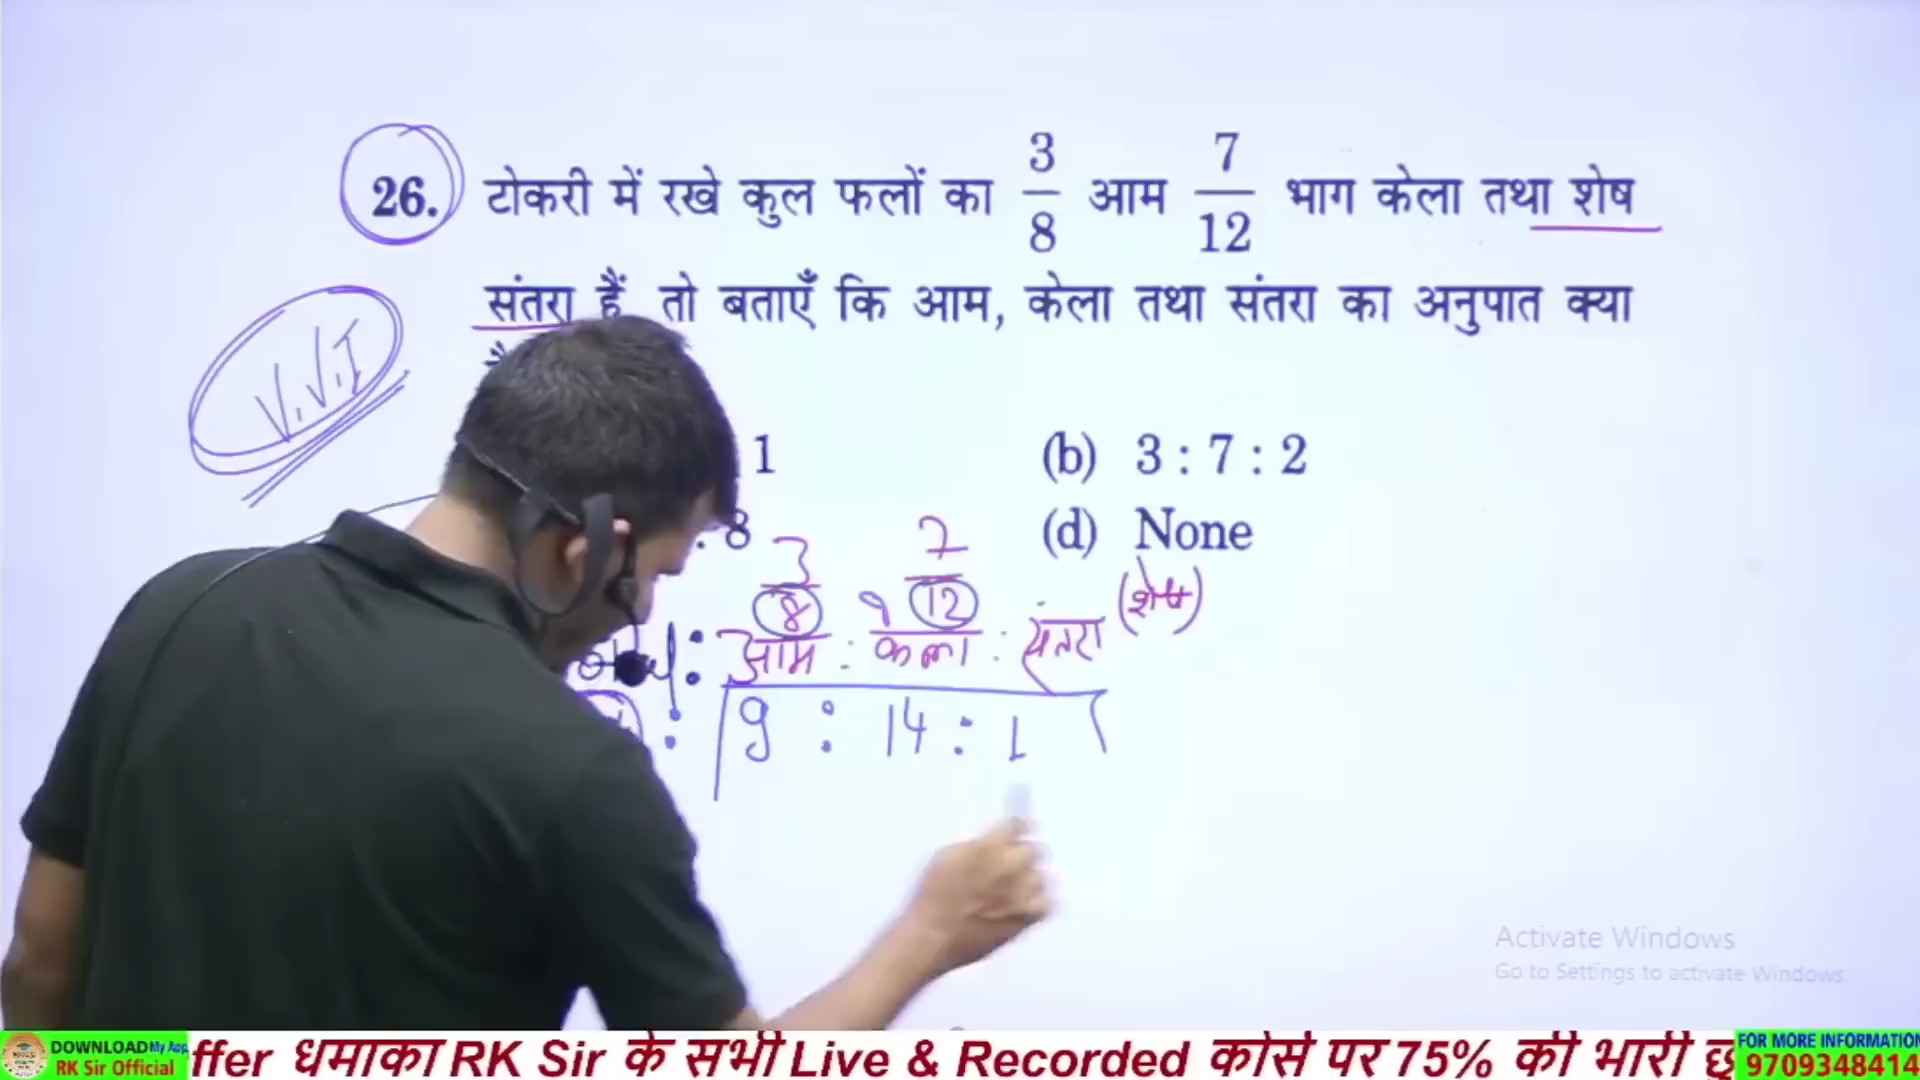 26. टोकरी में रखे कुल फलों का 3/8 आम 7/12 भाग केला तथा शेष
संतरा हैं, तो बताएँ कि आम, केला तथा संतरा का अनुपात क्या
1
(b) 3 : 7 : 2
: 8
(d) None
V.V.I
3/8 7/12
आम : केला : संतरा (शेष)
9 : 14 : 1
Activate Windows
Go to Settings to activate Windows.
DOWNLOAD My App
RK Sir Official
ffer धमाका RK Sir के सभी Live & Recorded कोर्स पर 75% की भारी छ
FOR MORE INFORMATION
9709348414